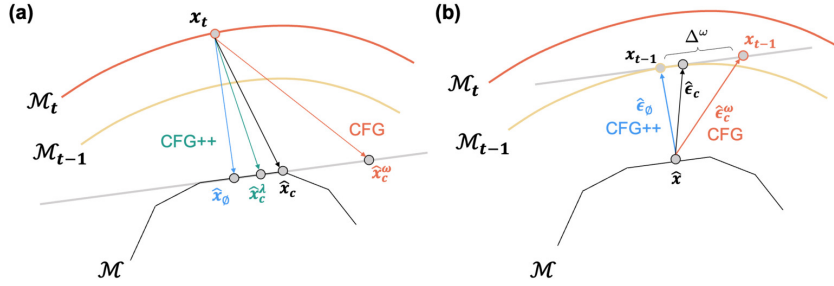 (a)
x_t
ℳ_t
ℳ_{t-1}
CFG++
CFG
x̂_∅
x̂_c^λ
x̂_c
x̂_c^ω
ℳ
(b)
Δ^ω
x_{t-1}
x_{t-1}
ℳ_t
ε̂_c
ε̂_∅
ε̂_c^ω
CFG++
CFG
ℳ_{t-1}
x̂
ℳ